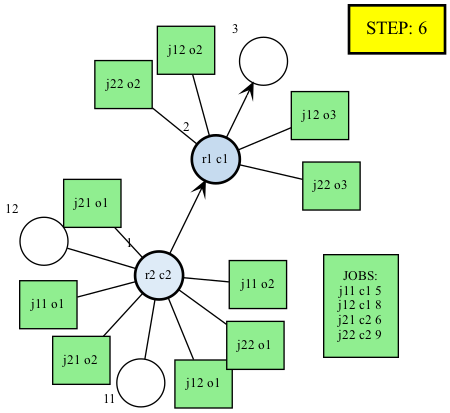 3
STEP: 6
j12 o2
j22 o2
j12 o3
2
r1 c1
j22 o3
j21 o1
12
1
r2 c2
j11 o2
j11 o1
JOBS:
j11 c1 5
j12 c1 8
j21 c2 6
j22 c2 9
j22 o1
j21 o2
j12 o1
11